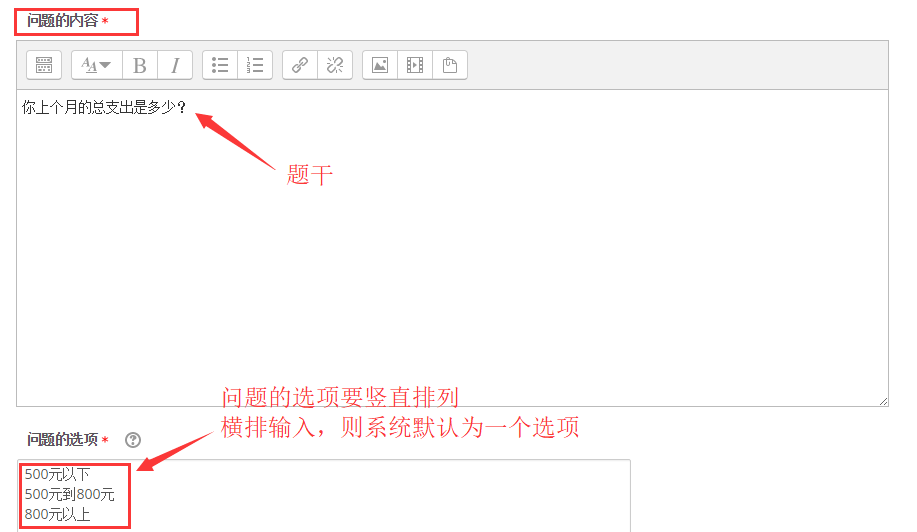 问题的内容 *
AA B I
你上个月的总支出是多少？
题干
问题的选项要竖直排列
横排输入，则系统默认为一个选项
问题的选项 * ?
500元以下
500元到800元
800元以上